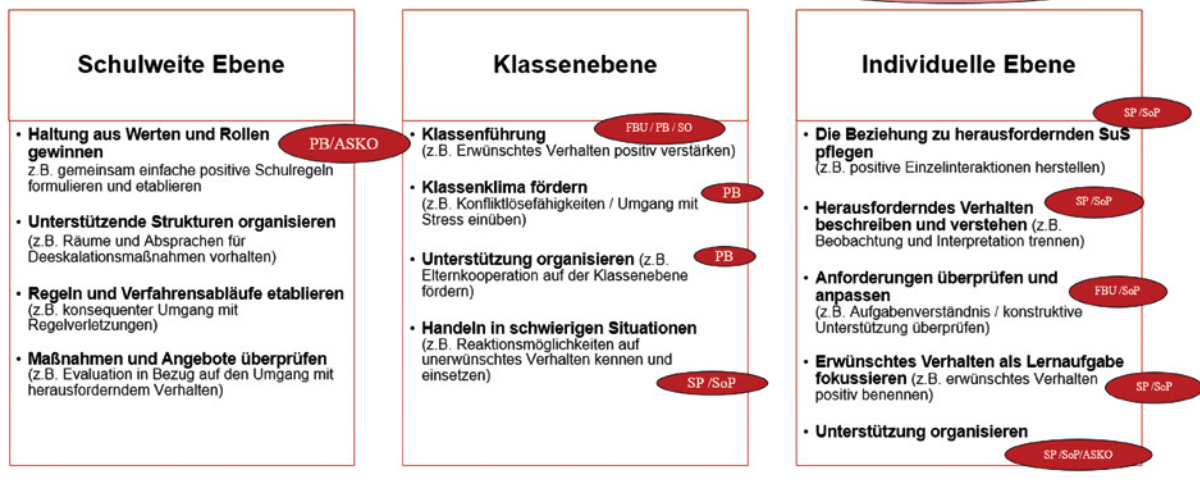 Schulweite Ebene
• Haltung aus Werten und Rollen
gewinnen
z.B. gemeinsam einfache positive Schulregeln
formulieren und etablieren
PB/ASKO
• Unterstützende Strukturen organisieren
(z.B. Räume und Absprachen für
Deeskalationsmaßnahmen vorhalten)
• Regeln und Verfahrensabläufe etablieren
(z.B. konsequenter Umgang mit
Regelverletzungen)
• Maßnahmen und Angebote überprüfen
(z.B. Evaluation in Bezug auf den Umgang mit
herausforderndem Verhalten)
Klassenebene
• Klassenführung
FBU / PB / SO
(z.B. Erwünschtes Verhalten positiv verstärken)
• Klassenklima fördern
PB
(z.B. Konfliktlösefähigkeiten / Umgang mit
Stress einüben)
• Unterstützung organisieren (z.B.
PB
Elternkooperation auf der Klassenebene
fördern)
• Handeln in schwierigen Situationen
(z.B. Reaktionsmöglichkeiten auf
unerwünschtes Verhalten kennen und
einsetzen)
SP /SoP
Individuelle Ebene
SP /SoP
• Die Beziehung zu herausfordernden SuS
pflegen
(z.B. positive Einzelinteraktionen herstellen)
SP /SoP
• Herausforderndes Verhalten
beschreiben und verstehen (z.B.
Beobachtung und Interpretation trennen)
• Anforderungen überprüfen und
anpassen
FBU /SoP
(z.B. Aufgabenverständnis / konstruktive
Unterstützung überprüfen)
• Erwünschtes Verhalten als Lernaufgabe
fokussieren (z.B. erwünschtes Verhalten
positiv benennen)
SP /SoP
• Unterstützung organisieren
SP /SoP/ASKO